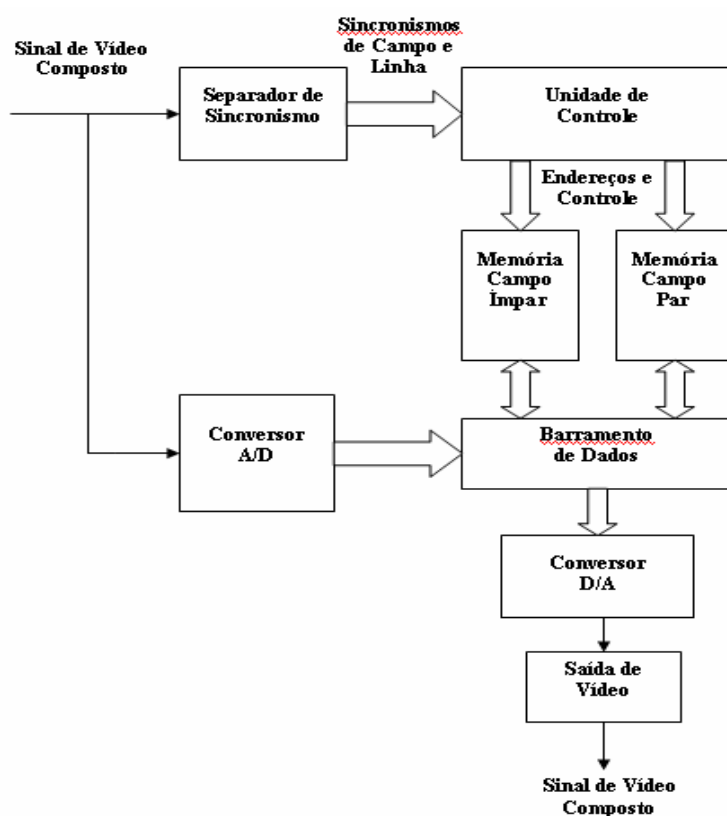 Sinal de Vídeo
Composto
Sincronismos
de Campo e
Linha
Separador de
Sincronismo
Unidade de
Controle
Endereços e
Controle
Memória
Campo
Ímpar
Memória
Campo
Par
Conversor
A/D
Barramento
de Dados
Conversor
D/A
Saída de
Vídeo
Sinal de Vídeo
Composto